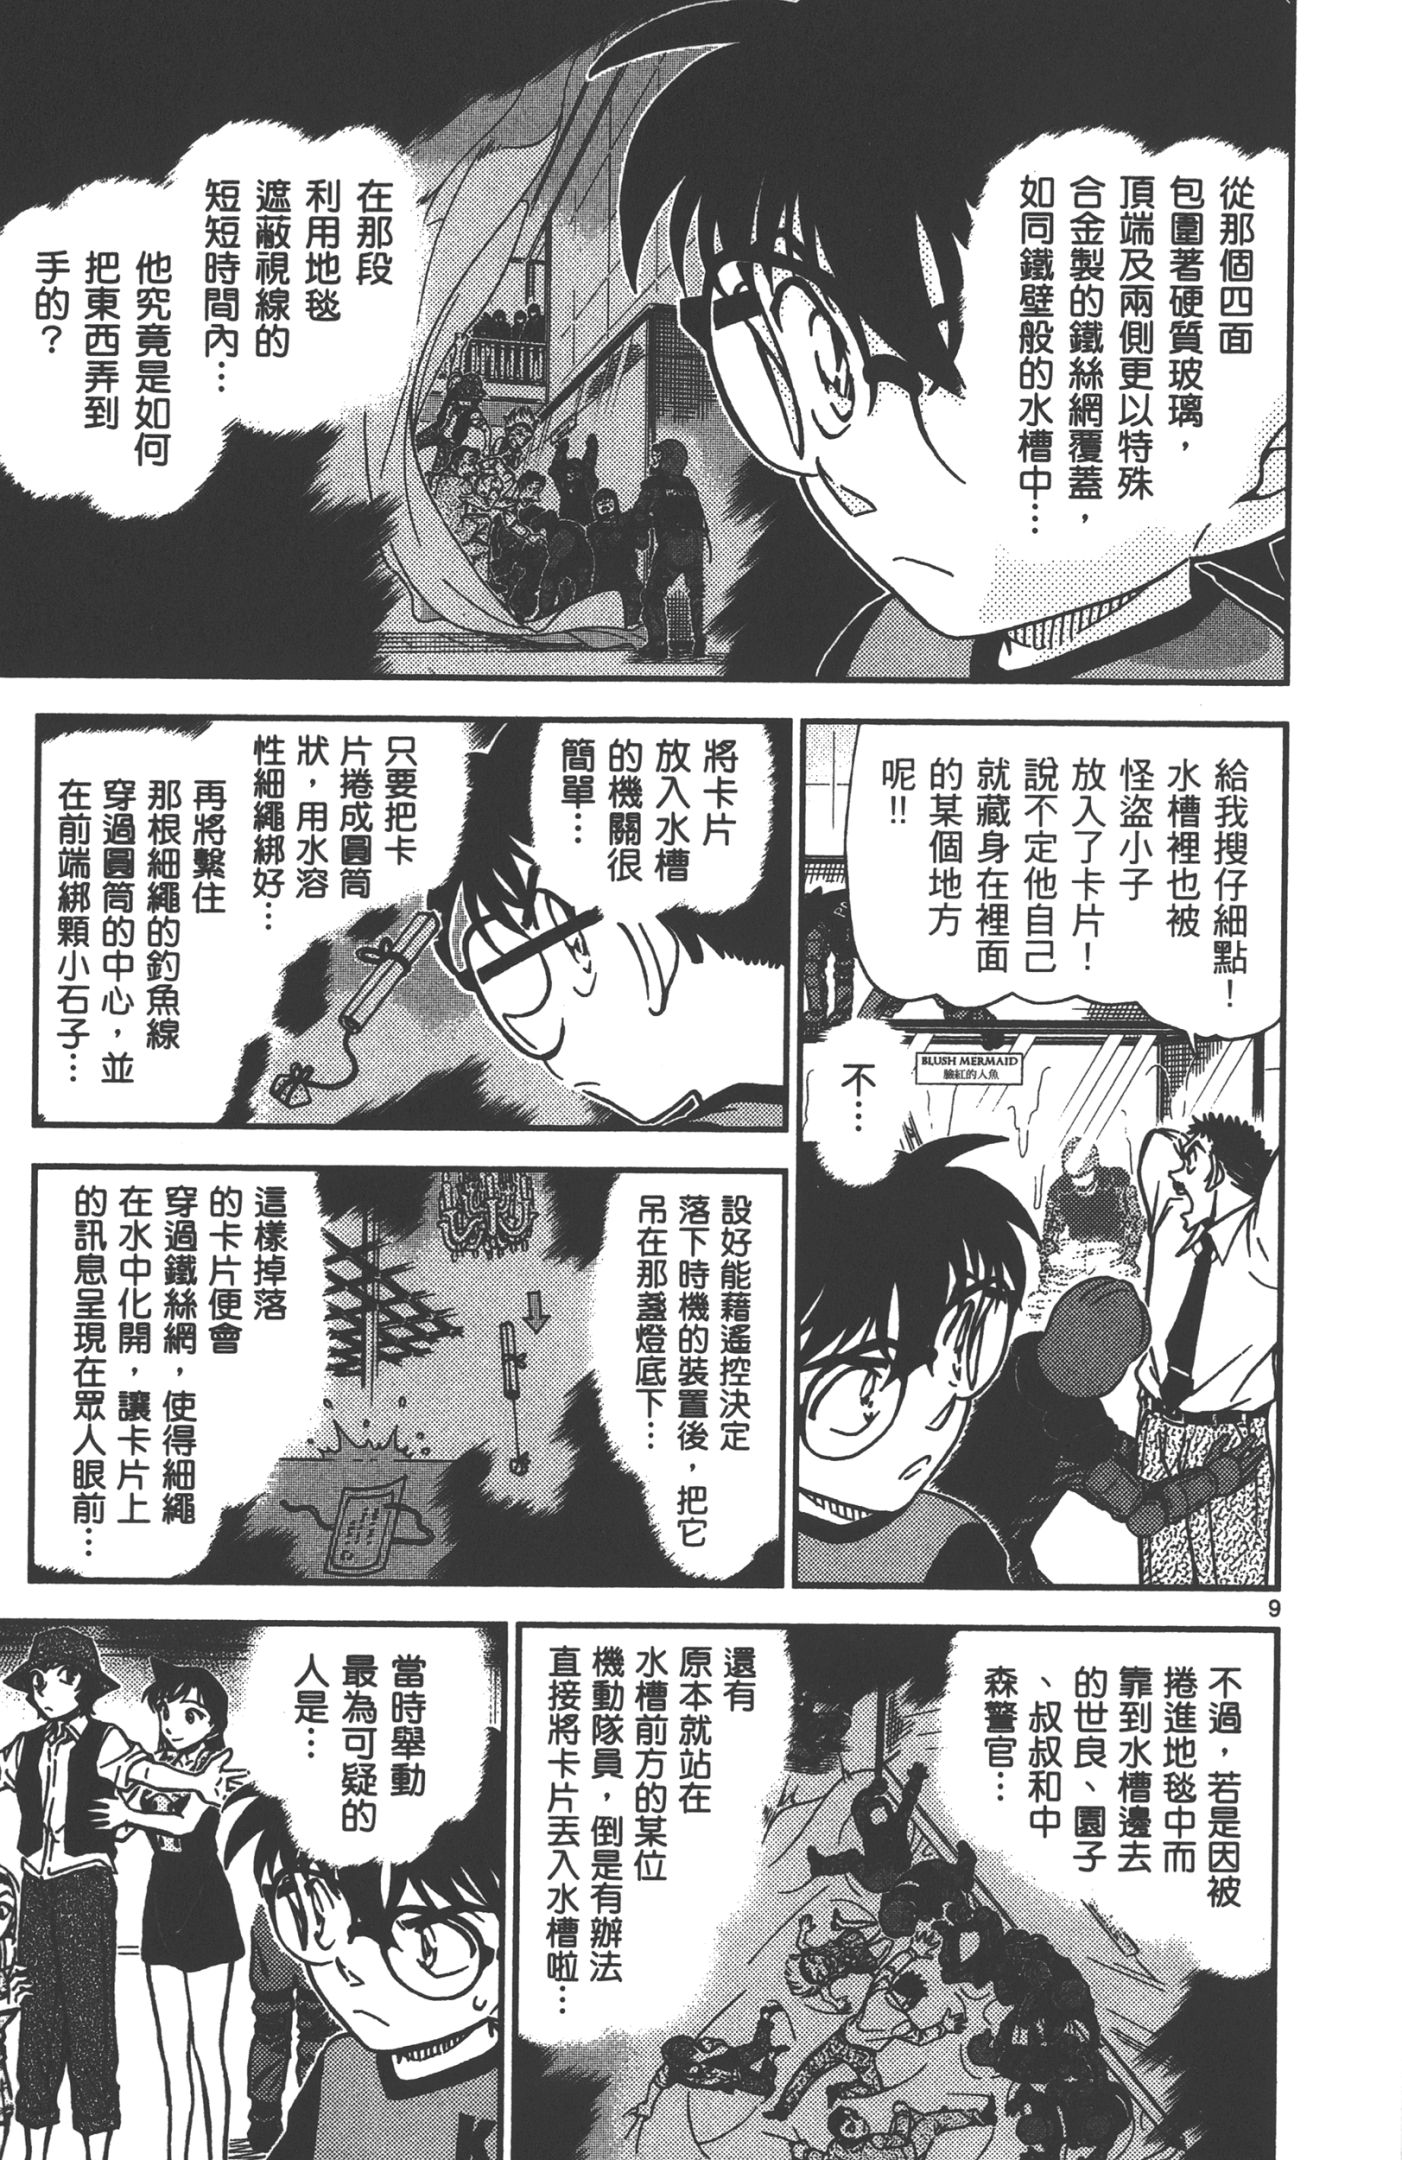 從那個四面
包圍著硬質玻璃，
頂端及兩側更以特殊
合金製的鐵絲網覆蓋，
如同鐵壁般的水槽中…
在那段
利用地毯
遮蔽視線的
短短時間內…
他究竟是如何
把東西弄到
手的？
給我搜仔細點！
水槽裡也被
怪盜小子
放入了卡片！
說不定他自己
就藏身在裡面
的某個地方
呢!!
BLUSH MERMAID
臉紅的人魚
不…
將卡片
放入水槽
的機關很
簡單…
只要把卡
片捲成圓筒
狀，用水溶
性細繩綁好…
再將繫住
那根細繩的釣魚線
穿過圓筒的中心，並
在前端綁顆小石子…
設好能藉遙控決定
落下時機的裝置後，把它
吊在那盞燈底下…
這樣掉落
的卡片便會
穿過鐵絲網，使得細繩
在水中化開，讓卡片上
的訊息呈現在眾人眼前…
9
不過，若是因被
捲進地毯中而
靠到水槽邊去
的世良、園子
、叔叔和中
森警官…
還有
原本就站在
水槽前方的某位
機動隊員，倒是有辦法
直接將卡片丟入水槽啦…
當時舉動
最為可疑的
人是…
K